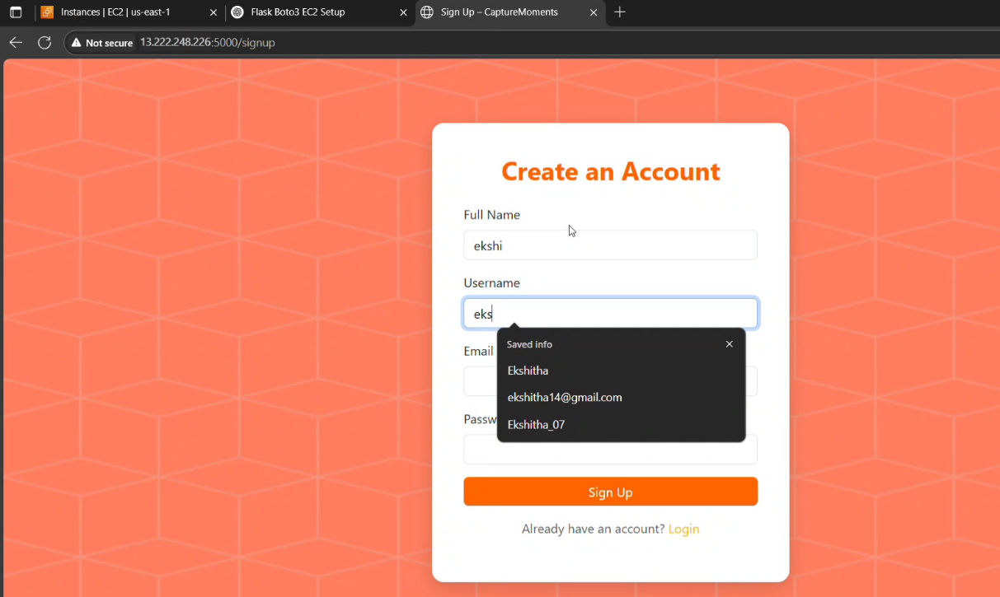 Instances | EC2 | us-east-1
Flask Boto3 EC2 Setup
Sign Up – CaptureMoments
Not secure 13.222.248.226:5000/signup
Create an Account
Full Name
ekshi
Username
eks
Saved info
Email
Ekshitha
ekshitha14@gmail.com
Passw
Ekshitha_07
Sign Up
Already have an account? Login